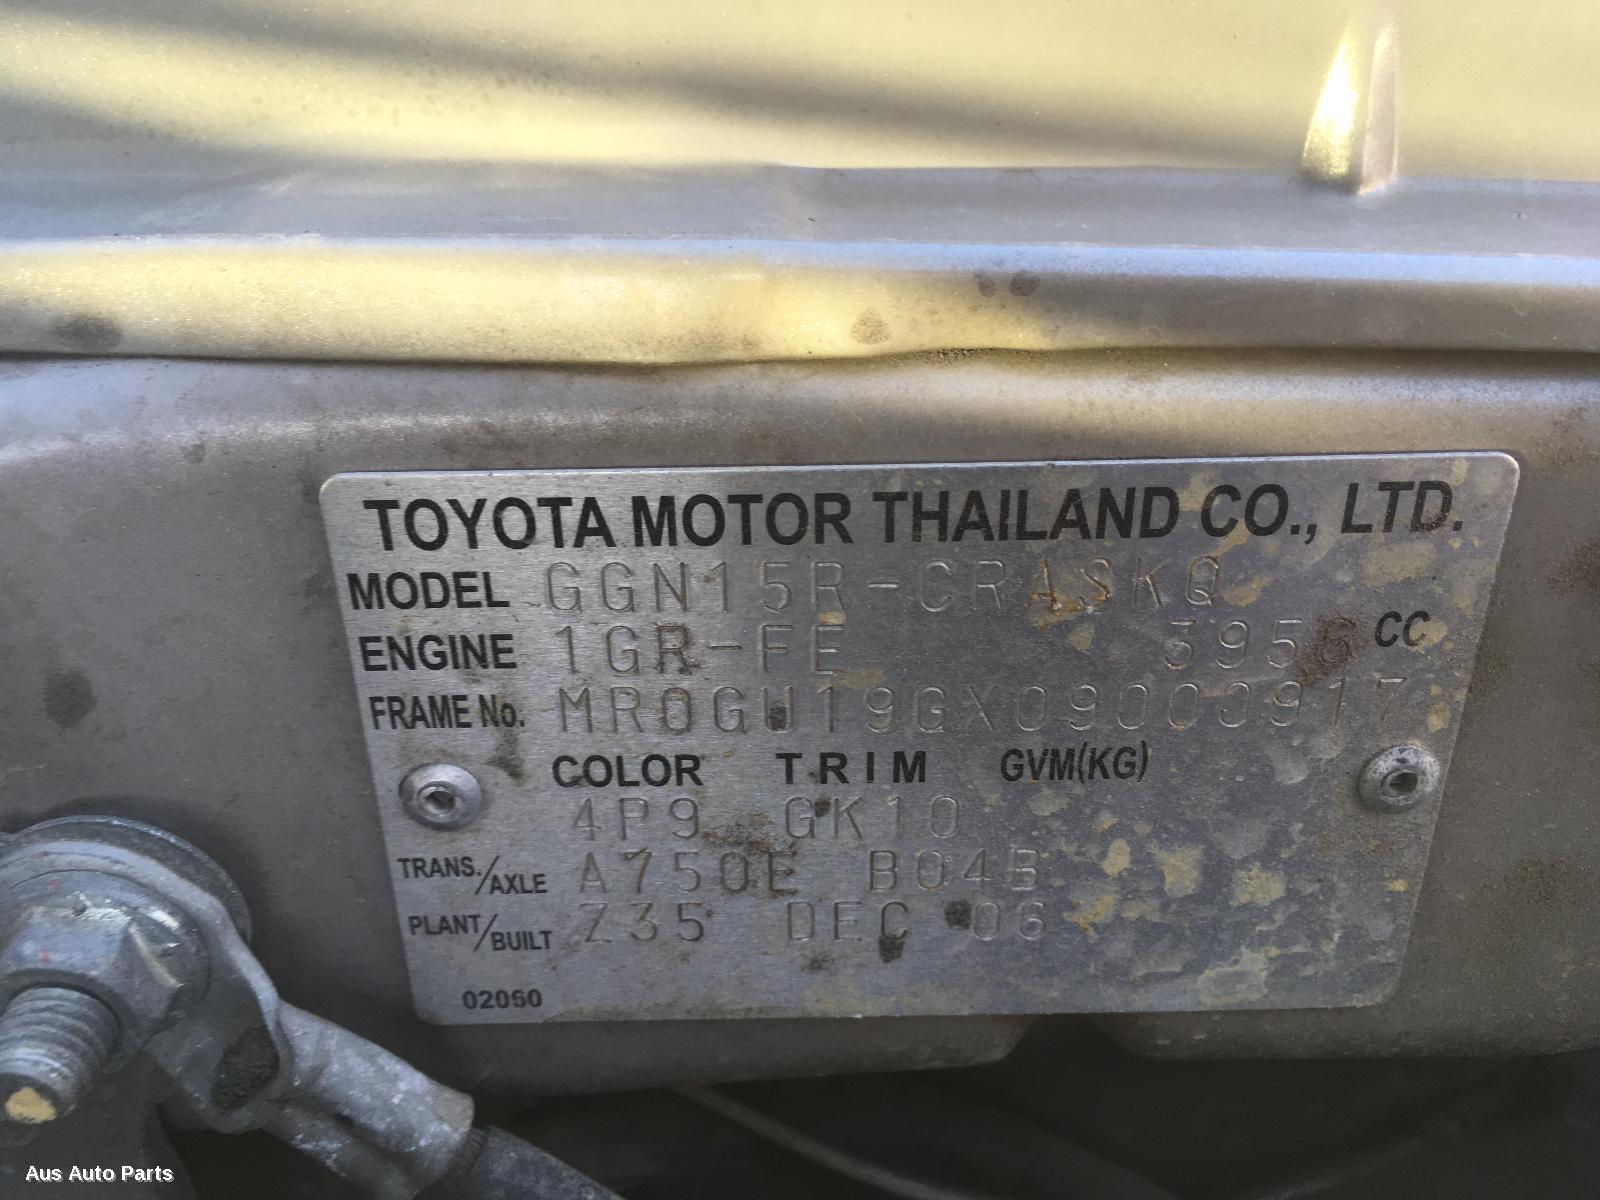 TOYOTA MOTOR THAILAND CO., LTD.
MODEL GGN15R-CRASKQ
ENGINE 1GR-FE 3956 CC
FRAME No. MR0GU19GX09000917
COLOR TRIM GVM(KG)
4P9 GK10
TRANS./AXLE A750E B04B
PLANT/BUILT Z35 DEC 06
02060
Aus Auto Parts